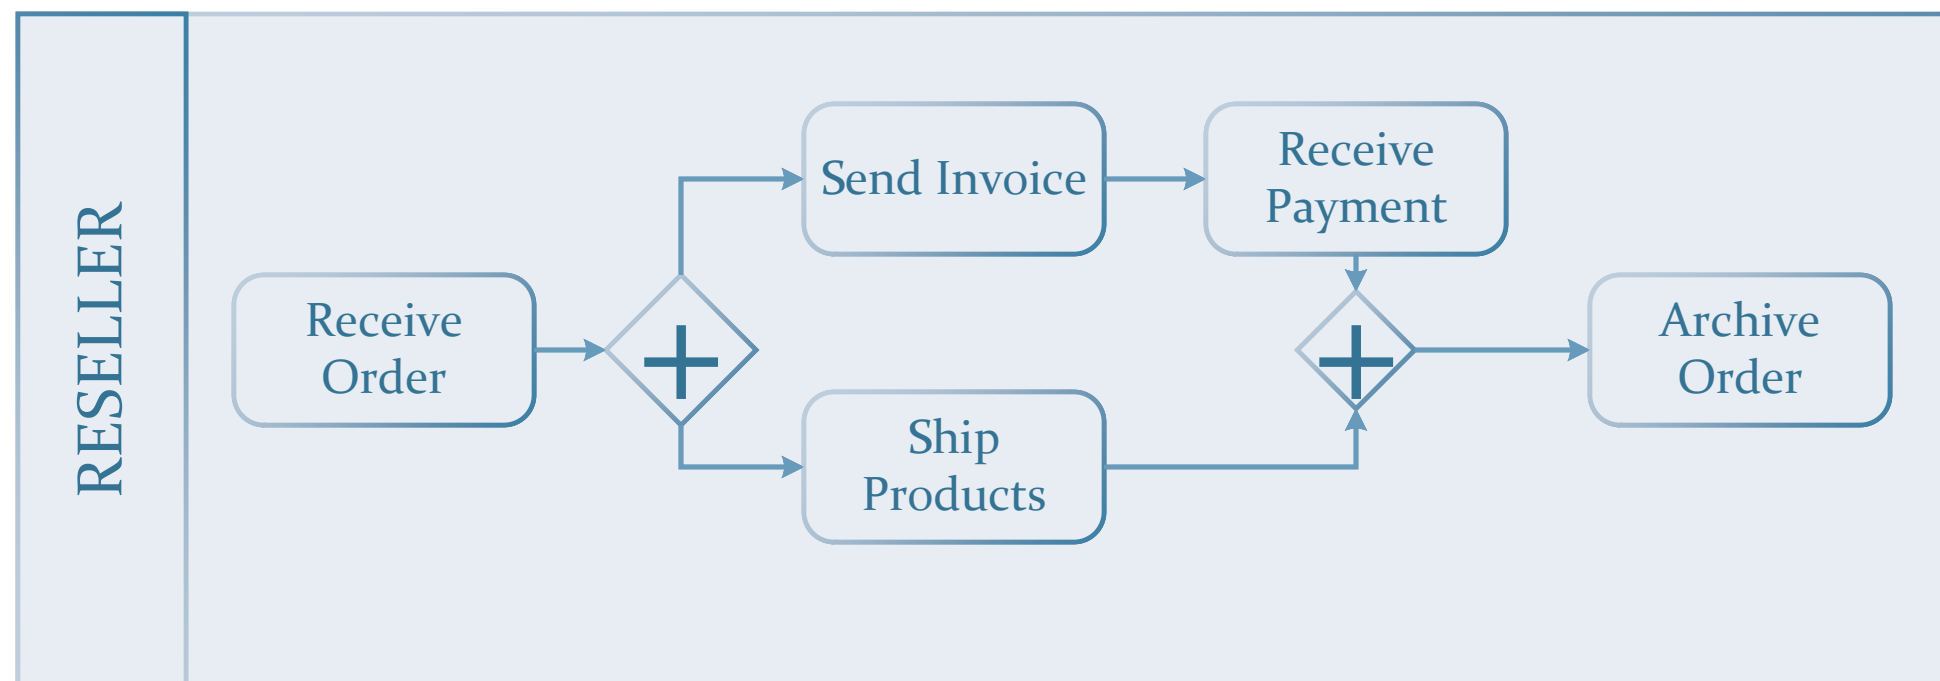 RESELLER
Receive
Order
Send Invoice
Receive
Payment
Ship
Products
Archive
Order